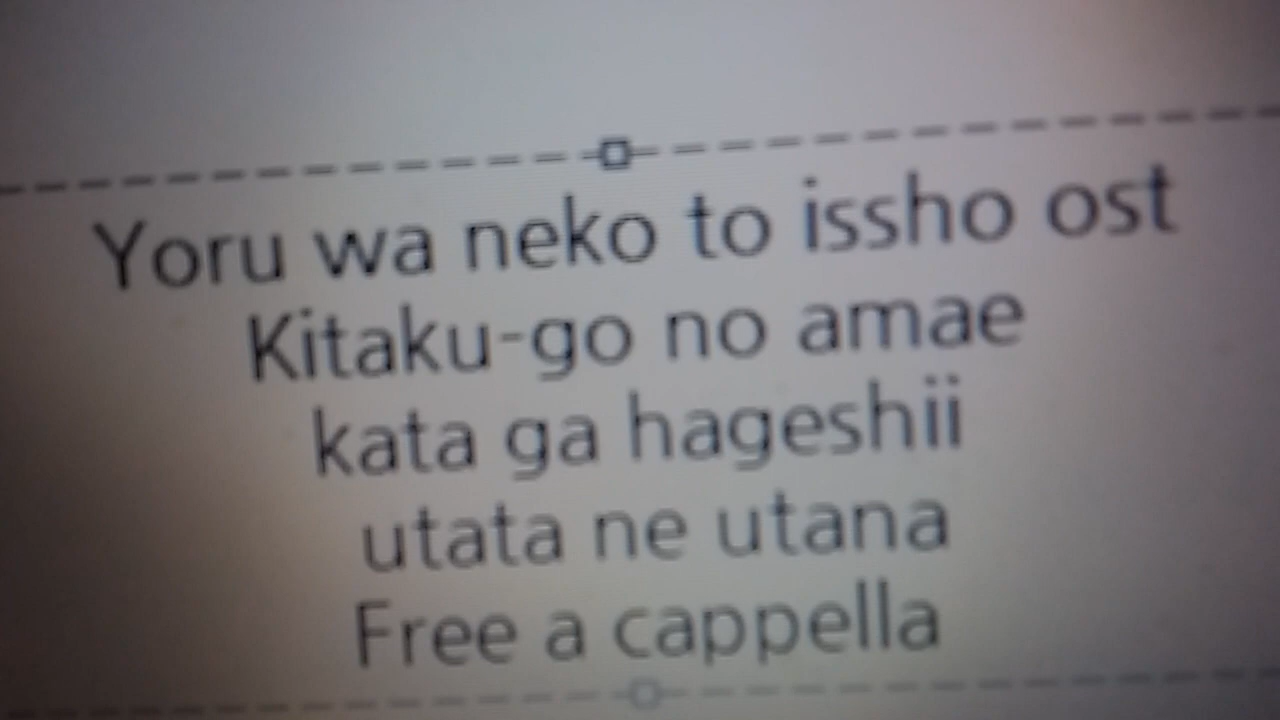 Yoru wa neko to issho ost
Kitaku-go no amae
kata ga hageshii
utata ne utana
Free a cappella